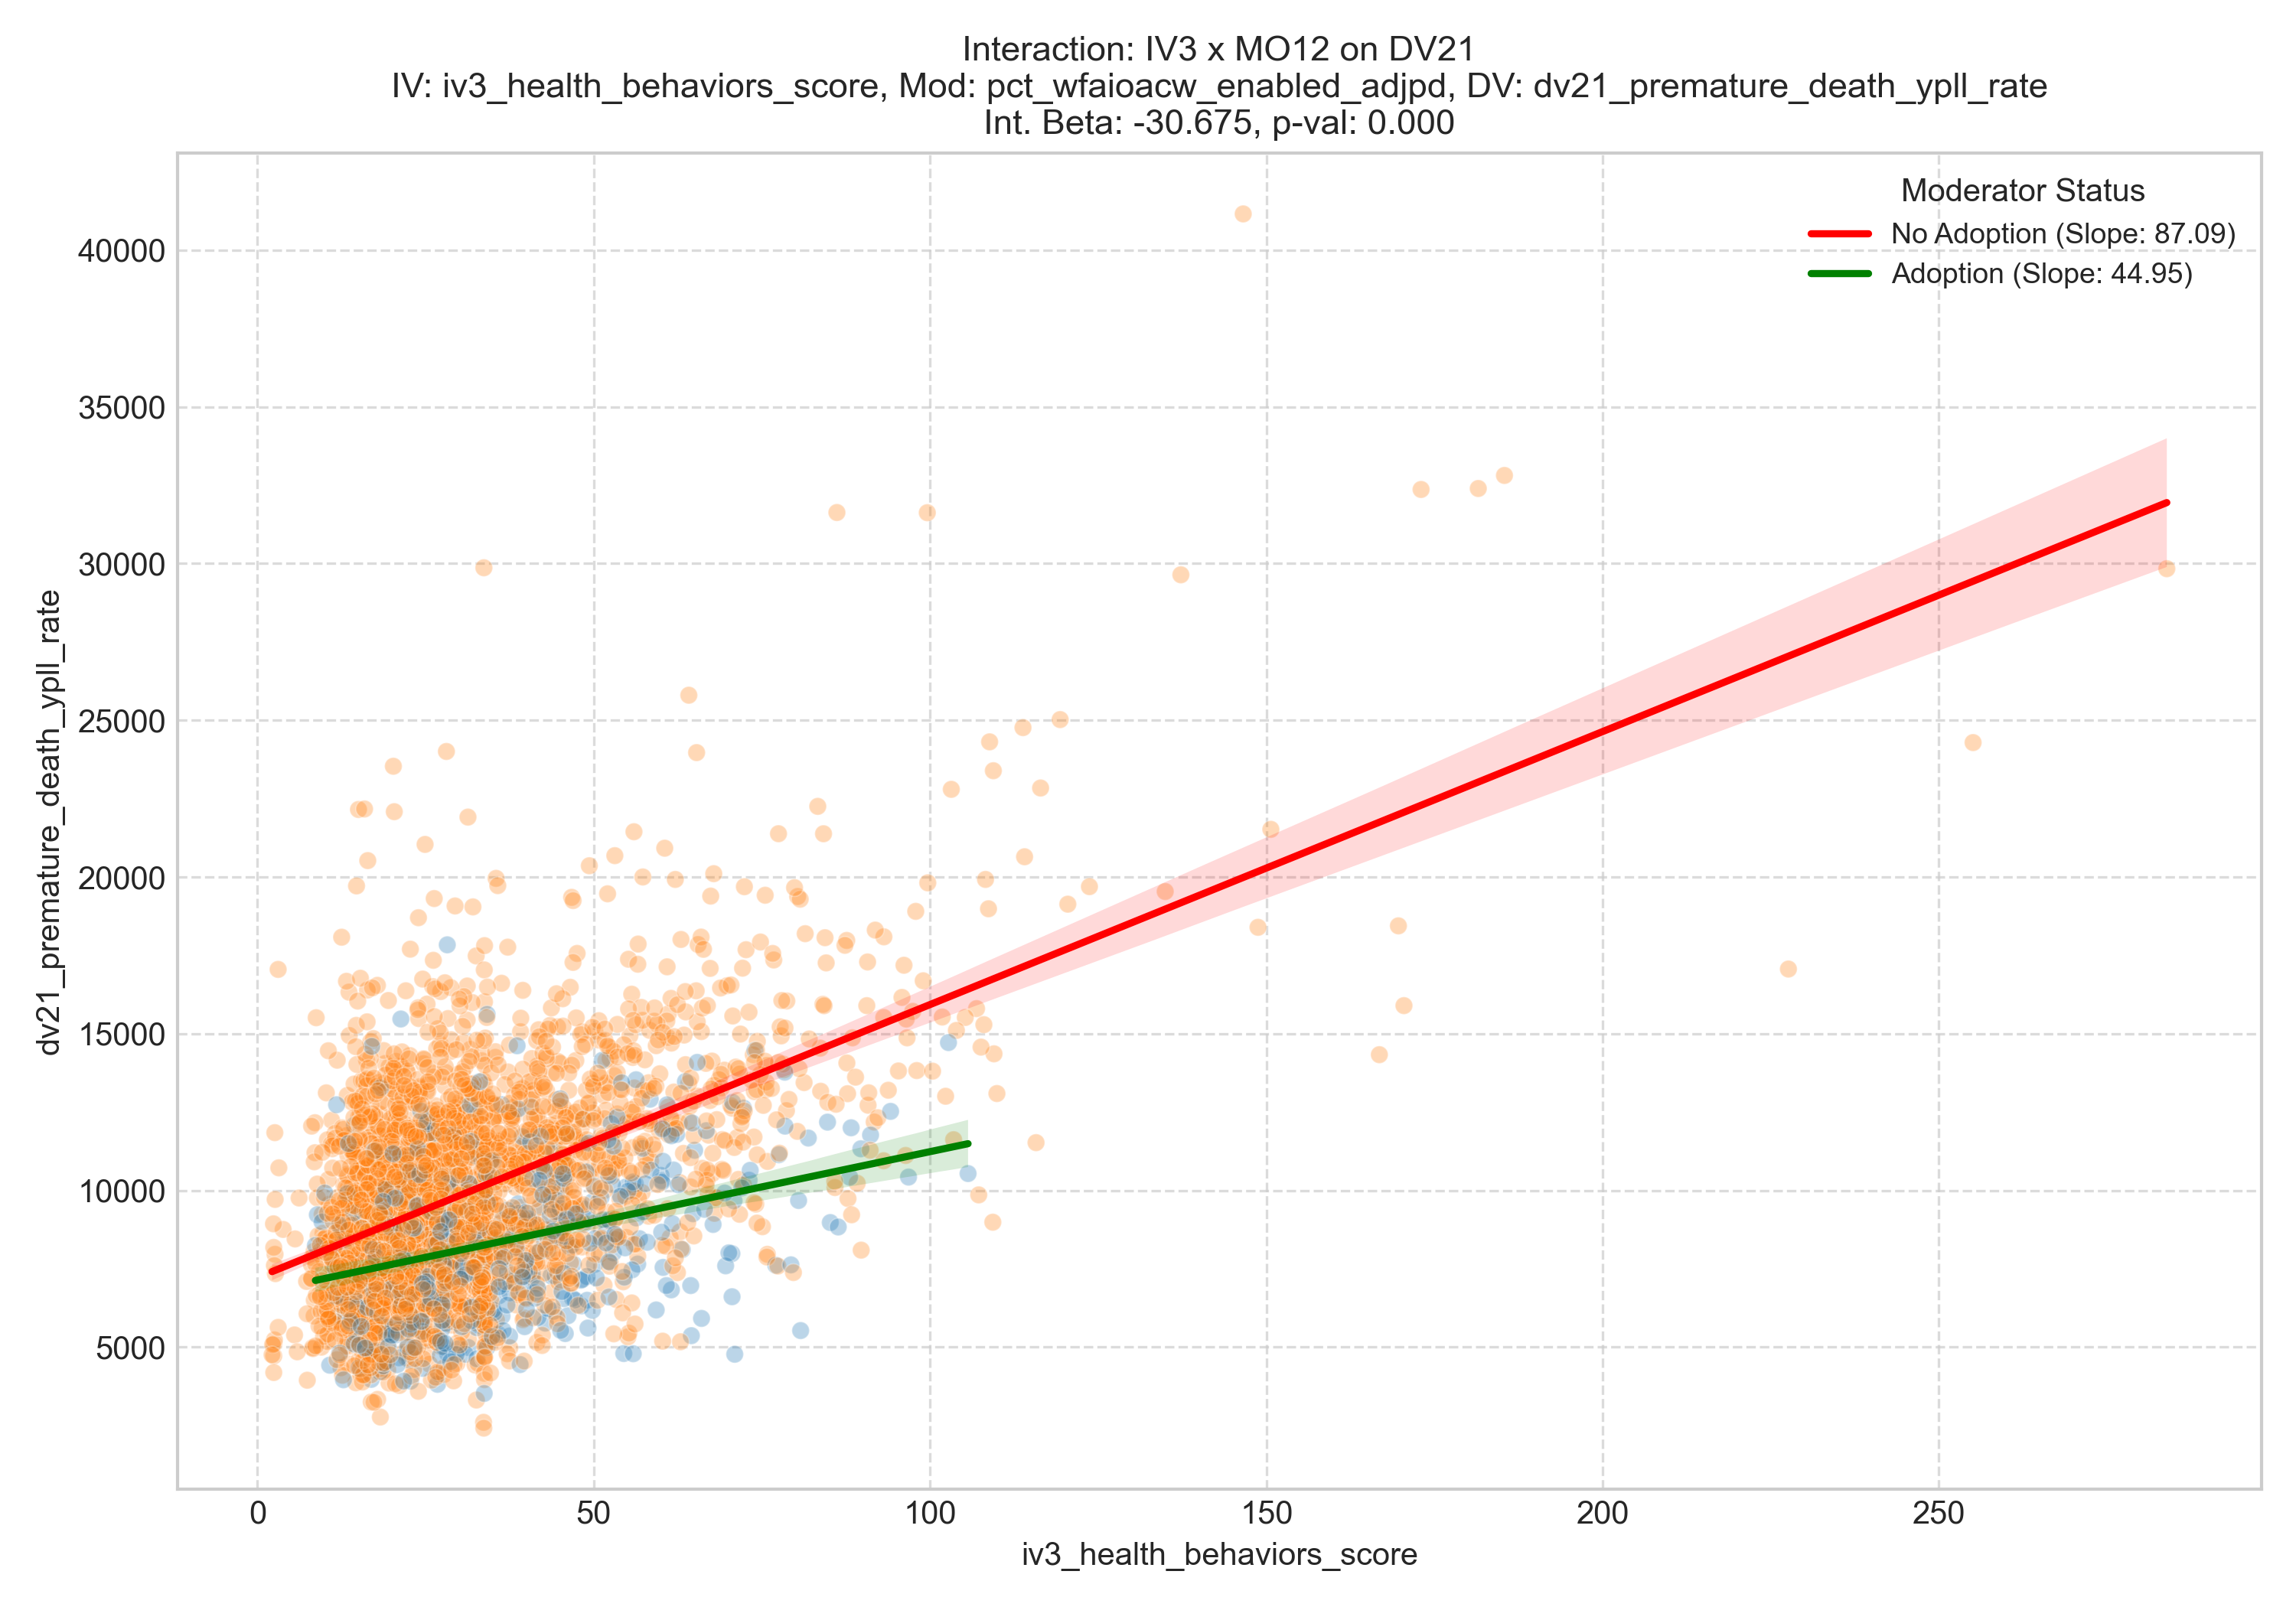 Interaction: IV3 x MO12 on DV21
IV: iv3_health_behaviors_score, Mod: pct_wfaioacw_enabled_adjpd, DV: dv21_premature_death_ypll_rate
Int. Beta: -30.675, p-val: 0.000
Moderator Status
No Adoption (Slope: 87.09)
Adoption (Slope: 44.95)
dv21_premature_death_ypll_rate
40000
35000
30000
25000
20000
15000
10000
5000
0
50
100
150
200
250
iv3_health_behaviors_score